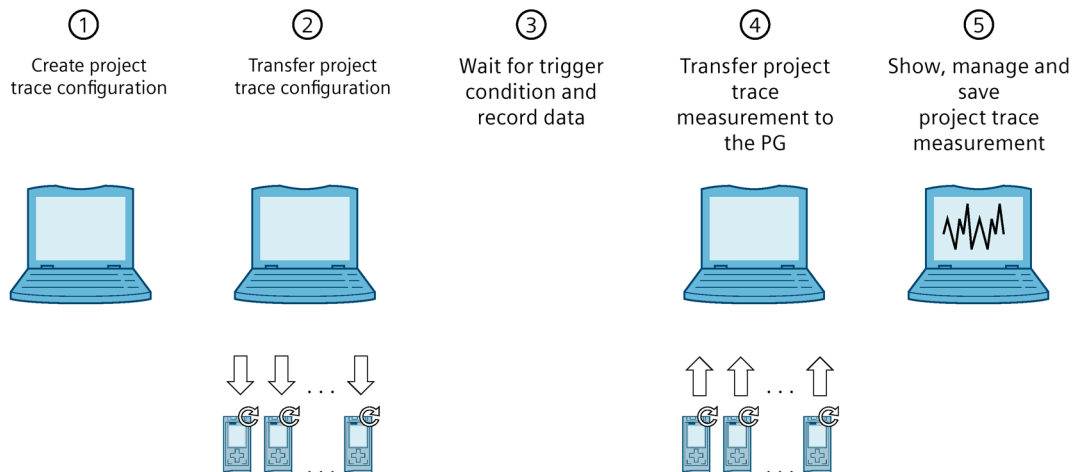 1
Create project
trace configuration
2
Transfer project
trace configuration
3
Wait for trigger
condition and
record data
4
Transfer project
trace
measurement to
the PG
5
Show, manage and
save
project trace
measurement
. . .
. . .
. . .
. . .